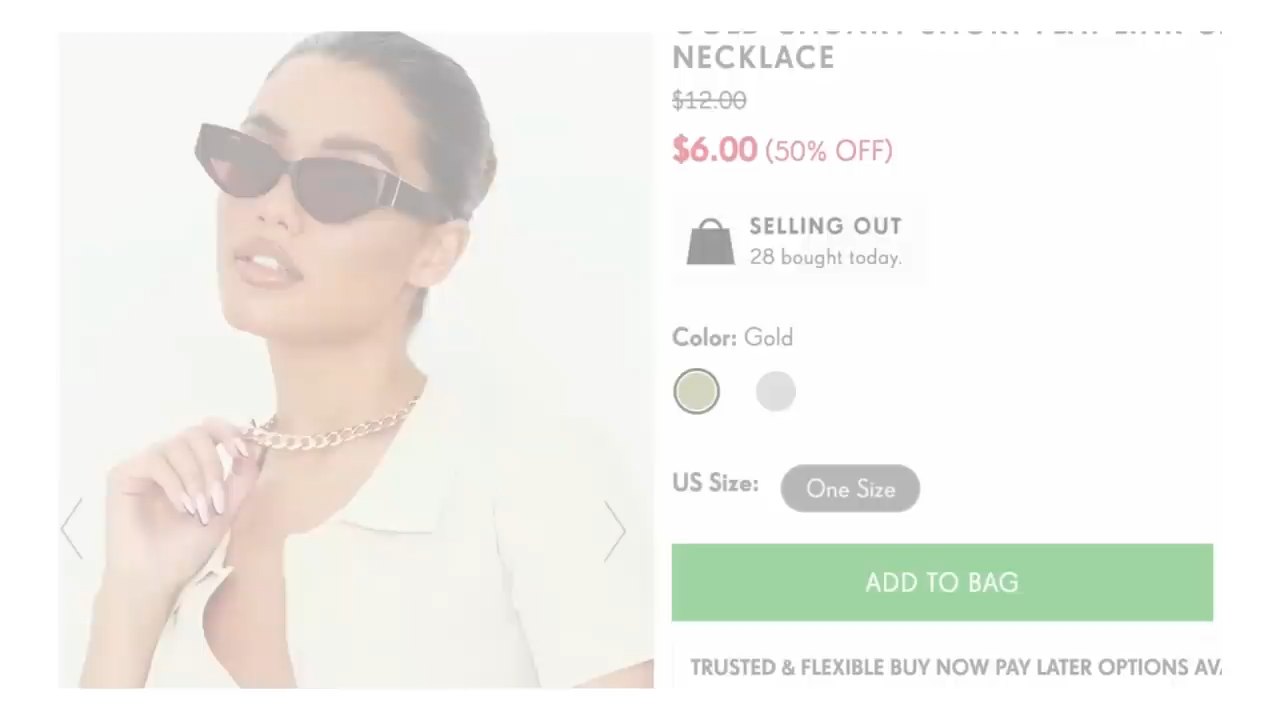 NECKLACE
$12.00
$6.00 (50% OFF)
SELLING OUT
28 bought today.
Color: Gold
US Size: One Size
ADD TO BAG
TRUSTED & FLEXIBLE BUY NOW PAY LATER OPTIONS